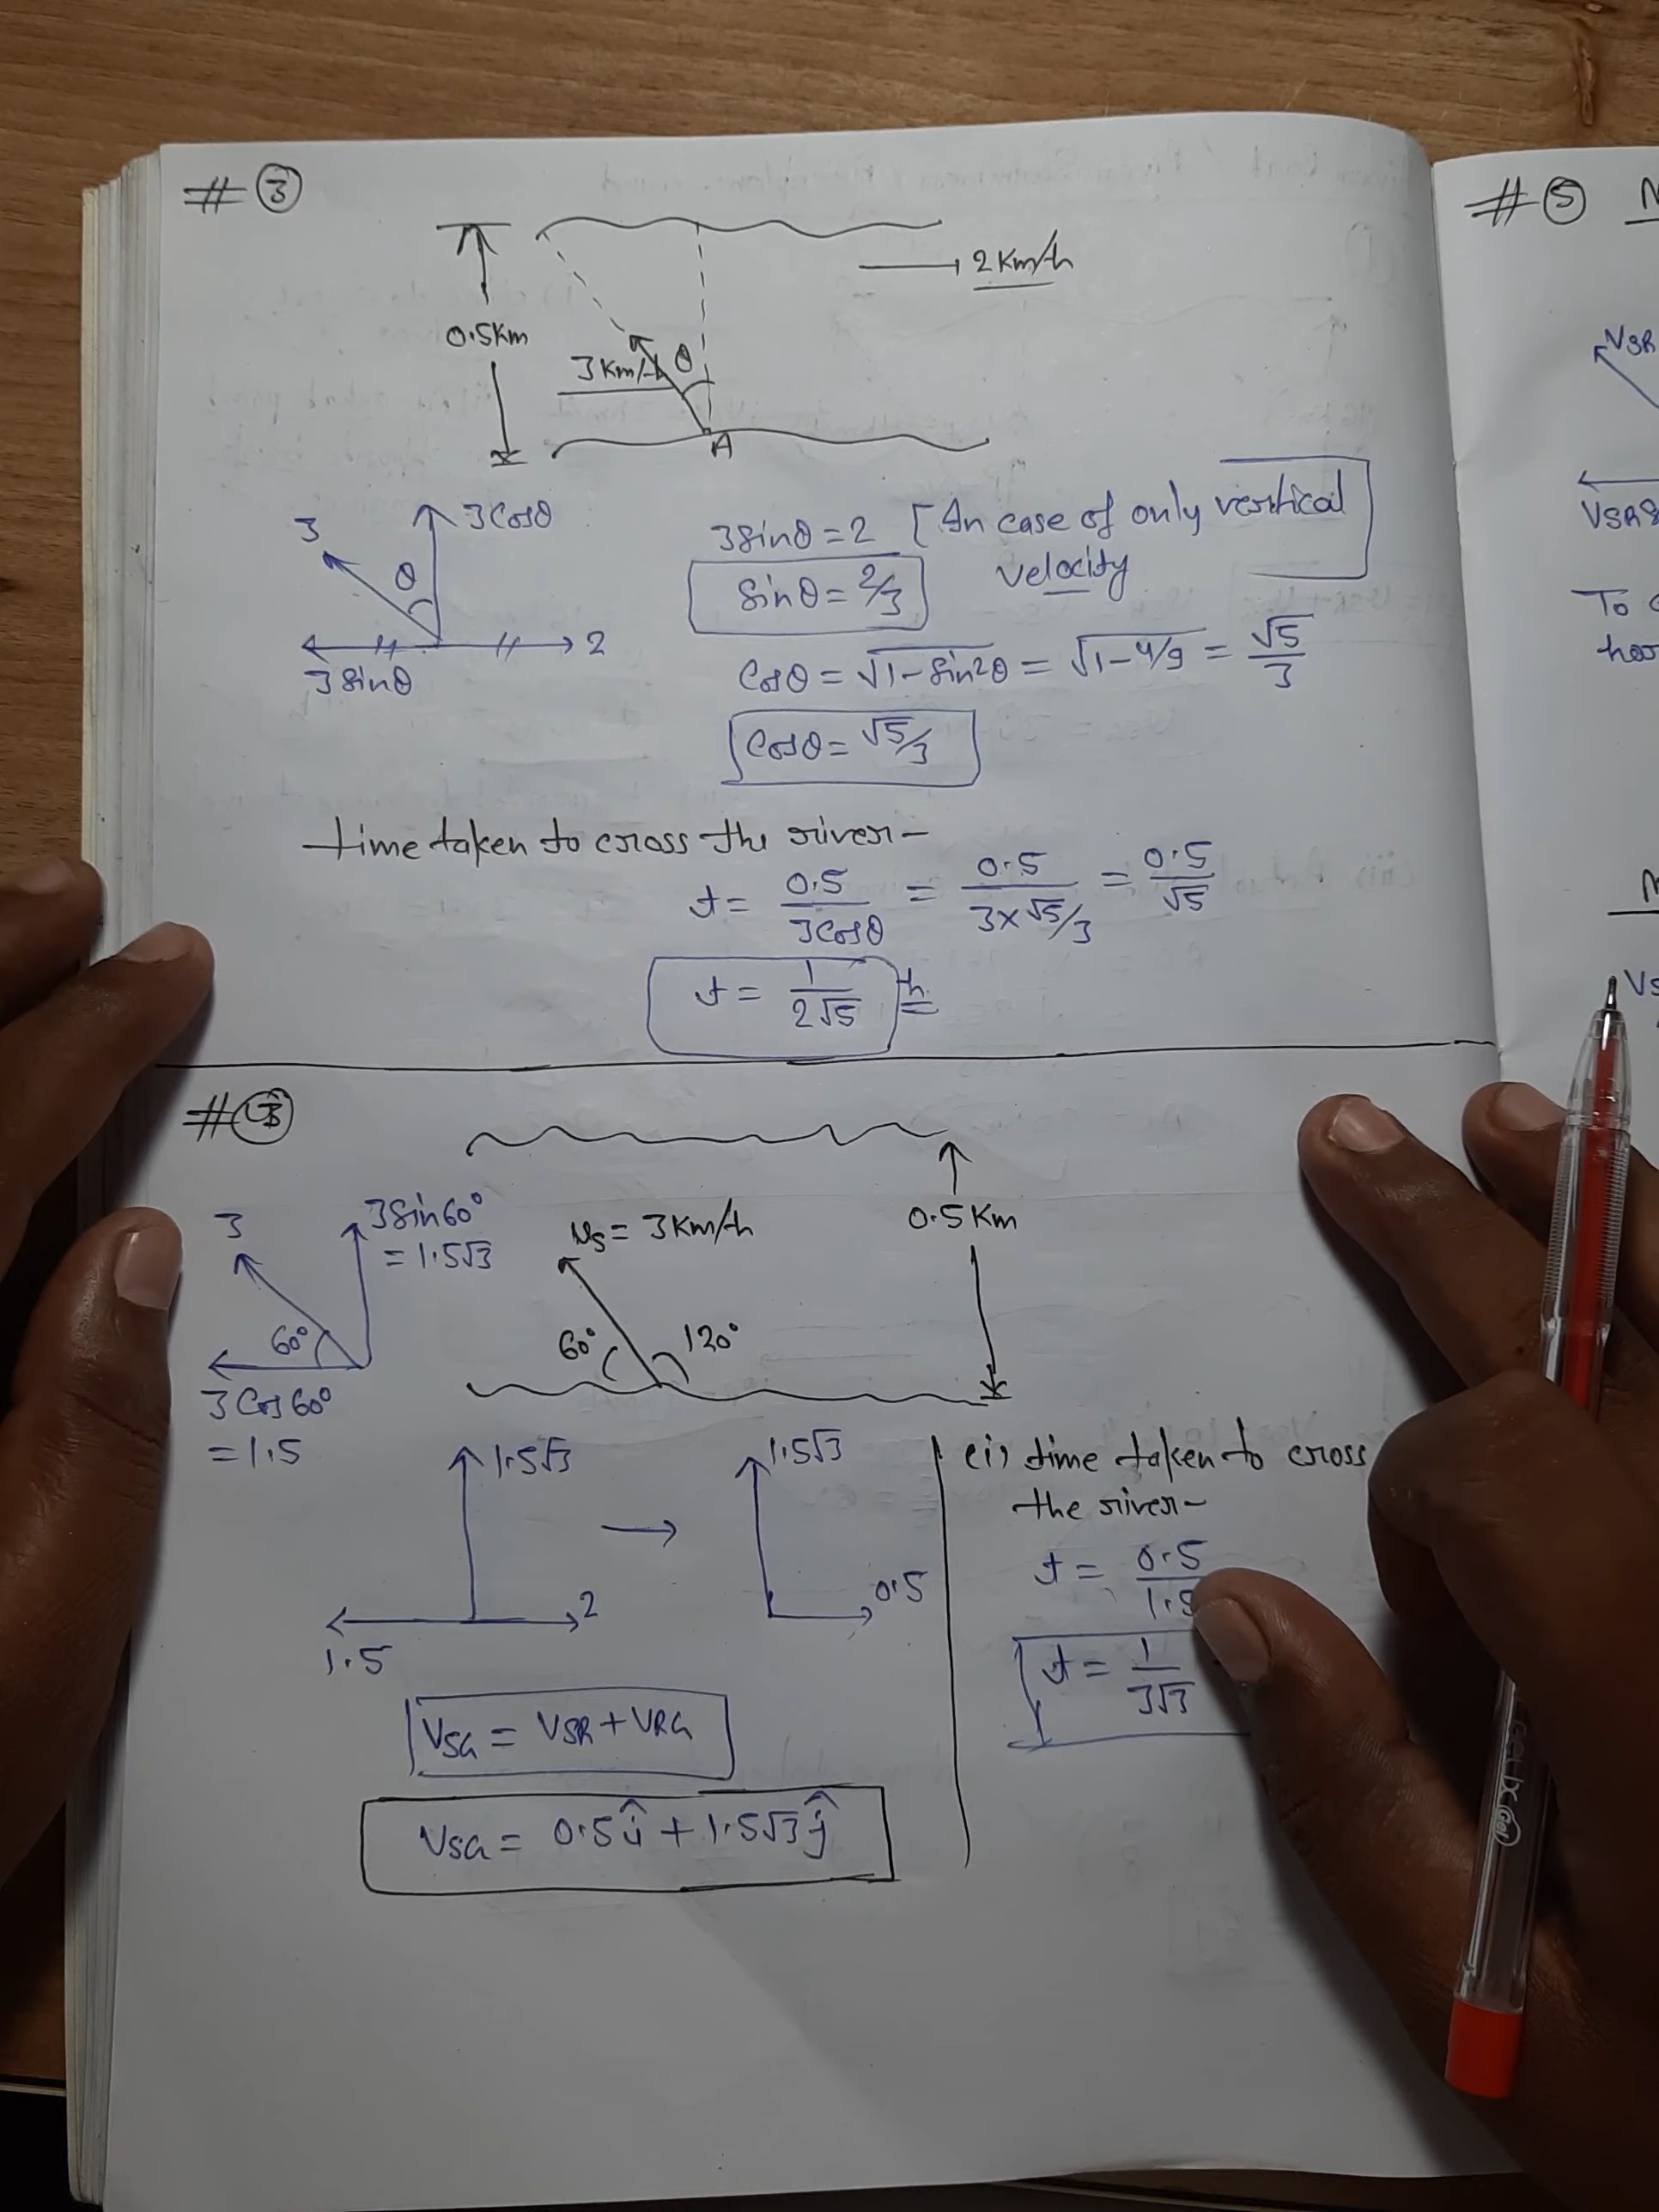 # ③
2 Km/h
0.5Km
3 Km/h
θ
A
3
3Cosθ
θ
2
3Sinθ
3Sinθ = 2 [In case of only vertical
velocity
Sinθ = 2/3
Cosθ = √1-Sin2θ = √1-4/9 = √5/3
Cosθ = √5/3
time taken to cross the river-
t = 0.5/3Cosθ = 0.5/3×√5/3 = 0.5/√5
t = 1/2√5 h
#
3
3Sin60°
= 1.5√3
60°
3Cos60°
= 1.5
= 3Km/h
60°
120°
0.5 Km
1.5√3
2
1.5
1.5√3
0.5
VSG = VSR + VRG
VSG = 0.5î + 1.5√3ĵ
(i) time taken to cross
the river-
t = 0.5
t = 1/3√3
# ⑤
VSR
To